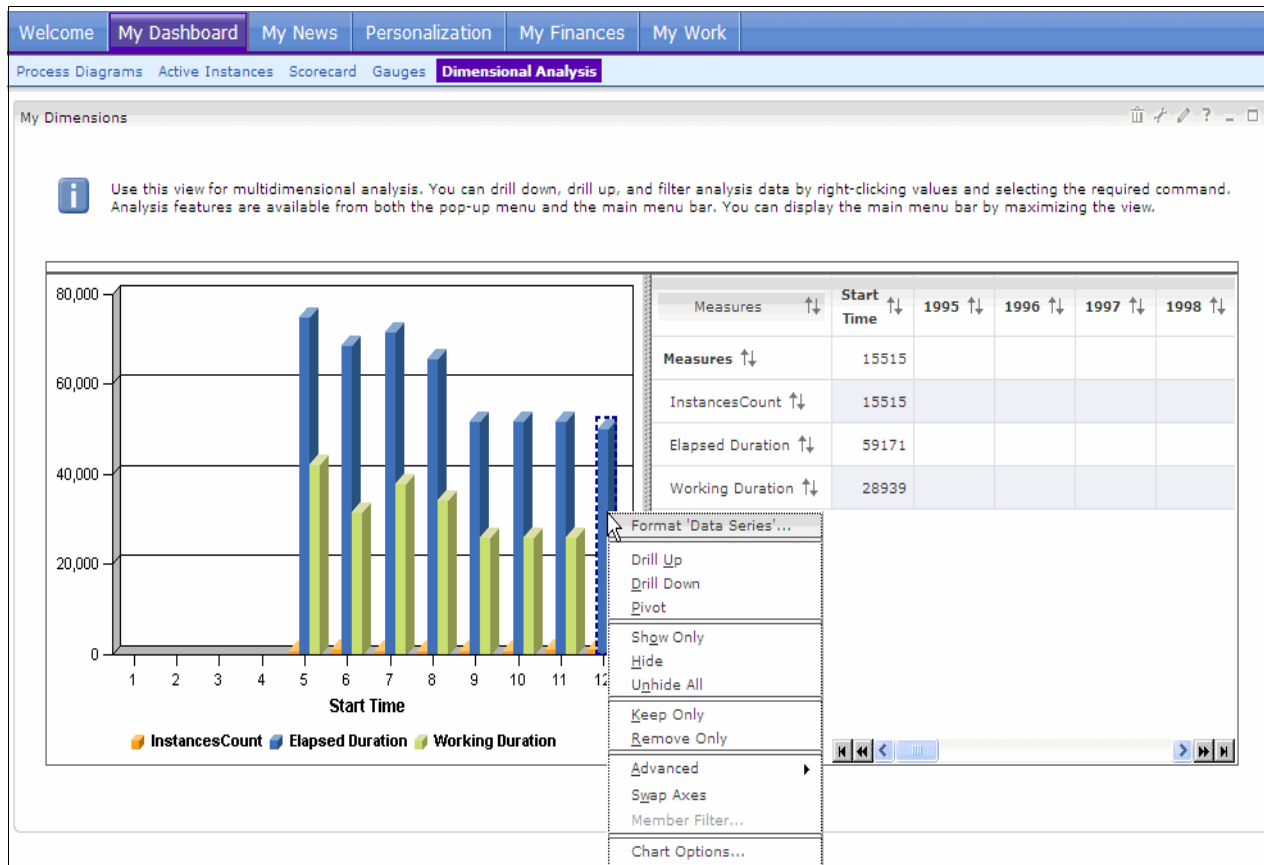 Welcome My Dashboard My News Personalization My Finances My Work
Process Diagrams Active Instances Scorecard Gauges Dimensional Analysis
My Dimensions
?
i
Use this view for multidimensional analysis. You can drill down, drill up, and filter analysis data by right-clicking values and selecting the required command.
Analysis features are available from both the pop-up menu and the main menu bar. You can display the main menu bar by maximizing the view.
80,000
60,000
40,000
20,000
0
1 2 3 4 5 6 7 8 9 10 11 12
Start Time
InstancesCount Elapsed Duration Working Duration
Measures Start Time 1995 1996 1997 1998
Measures 15515
InstancesCount 15515
Elapsed Duration 59171
Working Duration 28939
Format 'Data Series'...
Drill Up
Drill Down
Pivot
Show Only
Hide
Unhide All
Keep Only
Remove Only
Advanced
Swap Axes
Member Filter...
Chart Options...